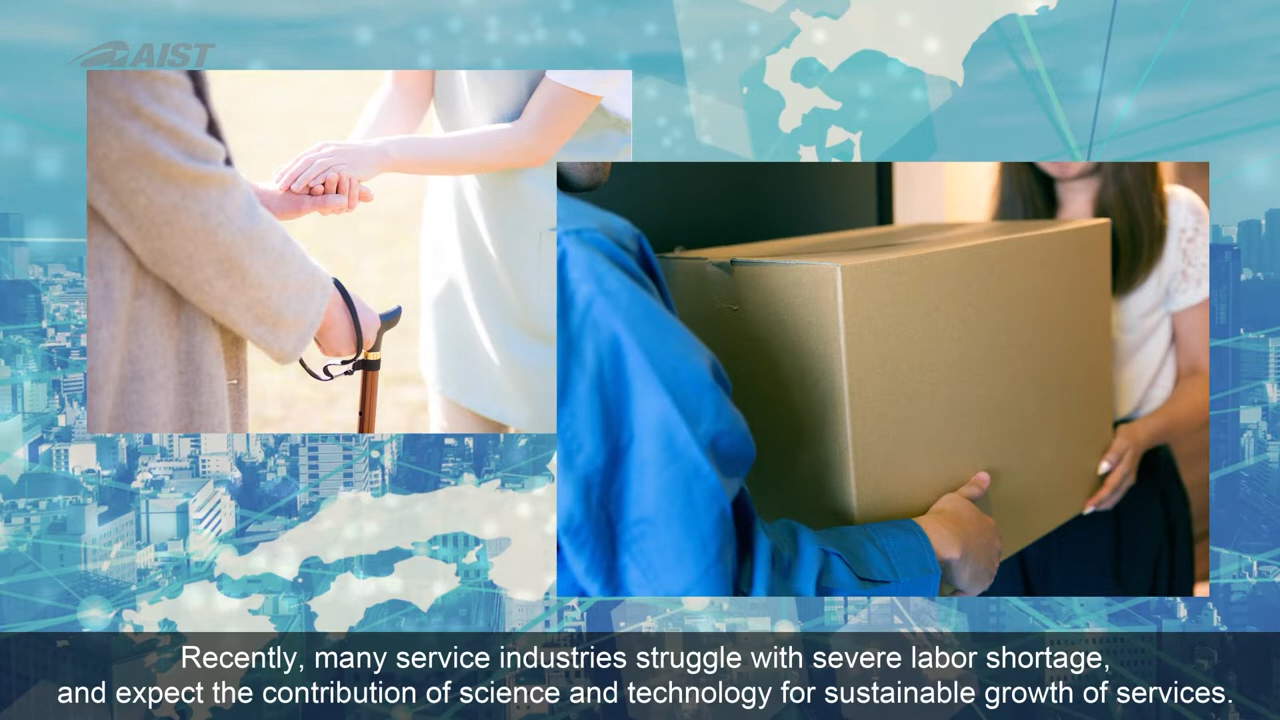 AIST
Recently, many service industries struggle with severe labor shortage,
and expect the contribution of science and technology for sustainable growth of services.